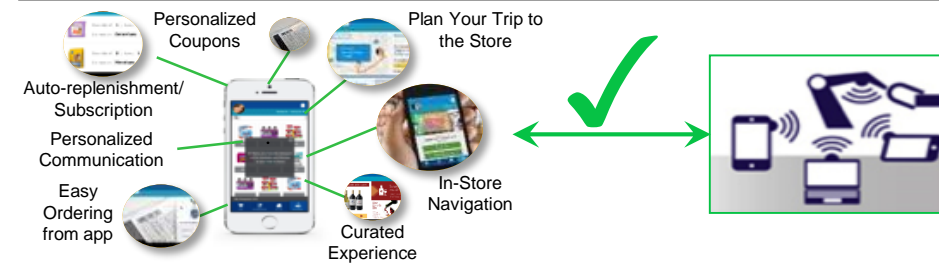 Personalized
Coupons
Plan Your Trip to
the Store
Auto-replenishment/
Subscription
Personalized
Communication
Easy
Ordering
from app
In-Store
Navigation
Curated
Experience